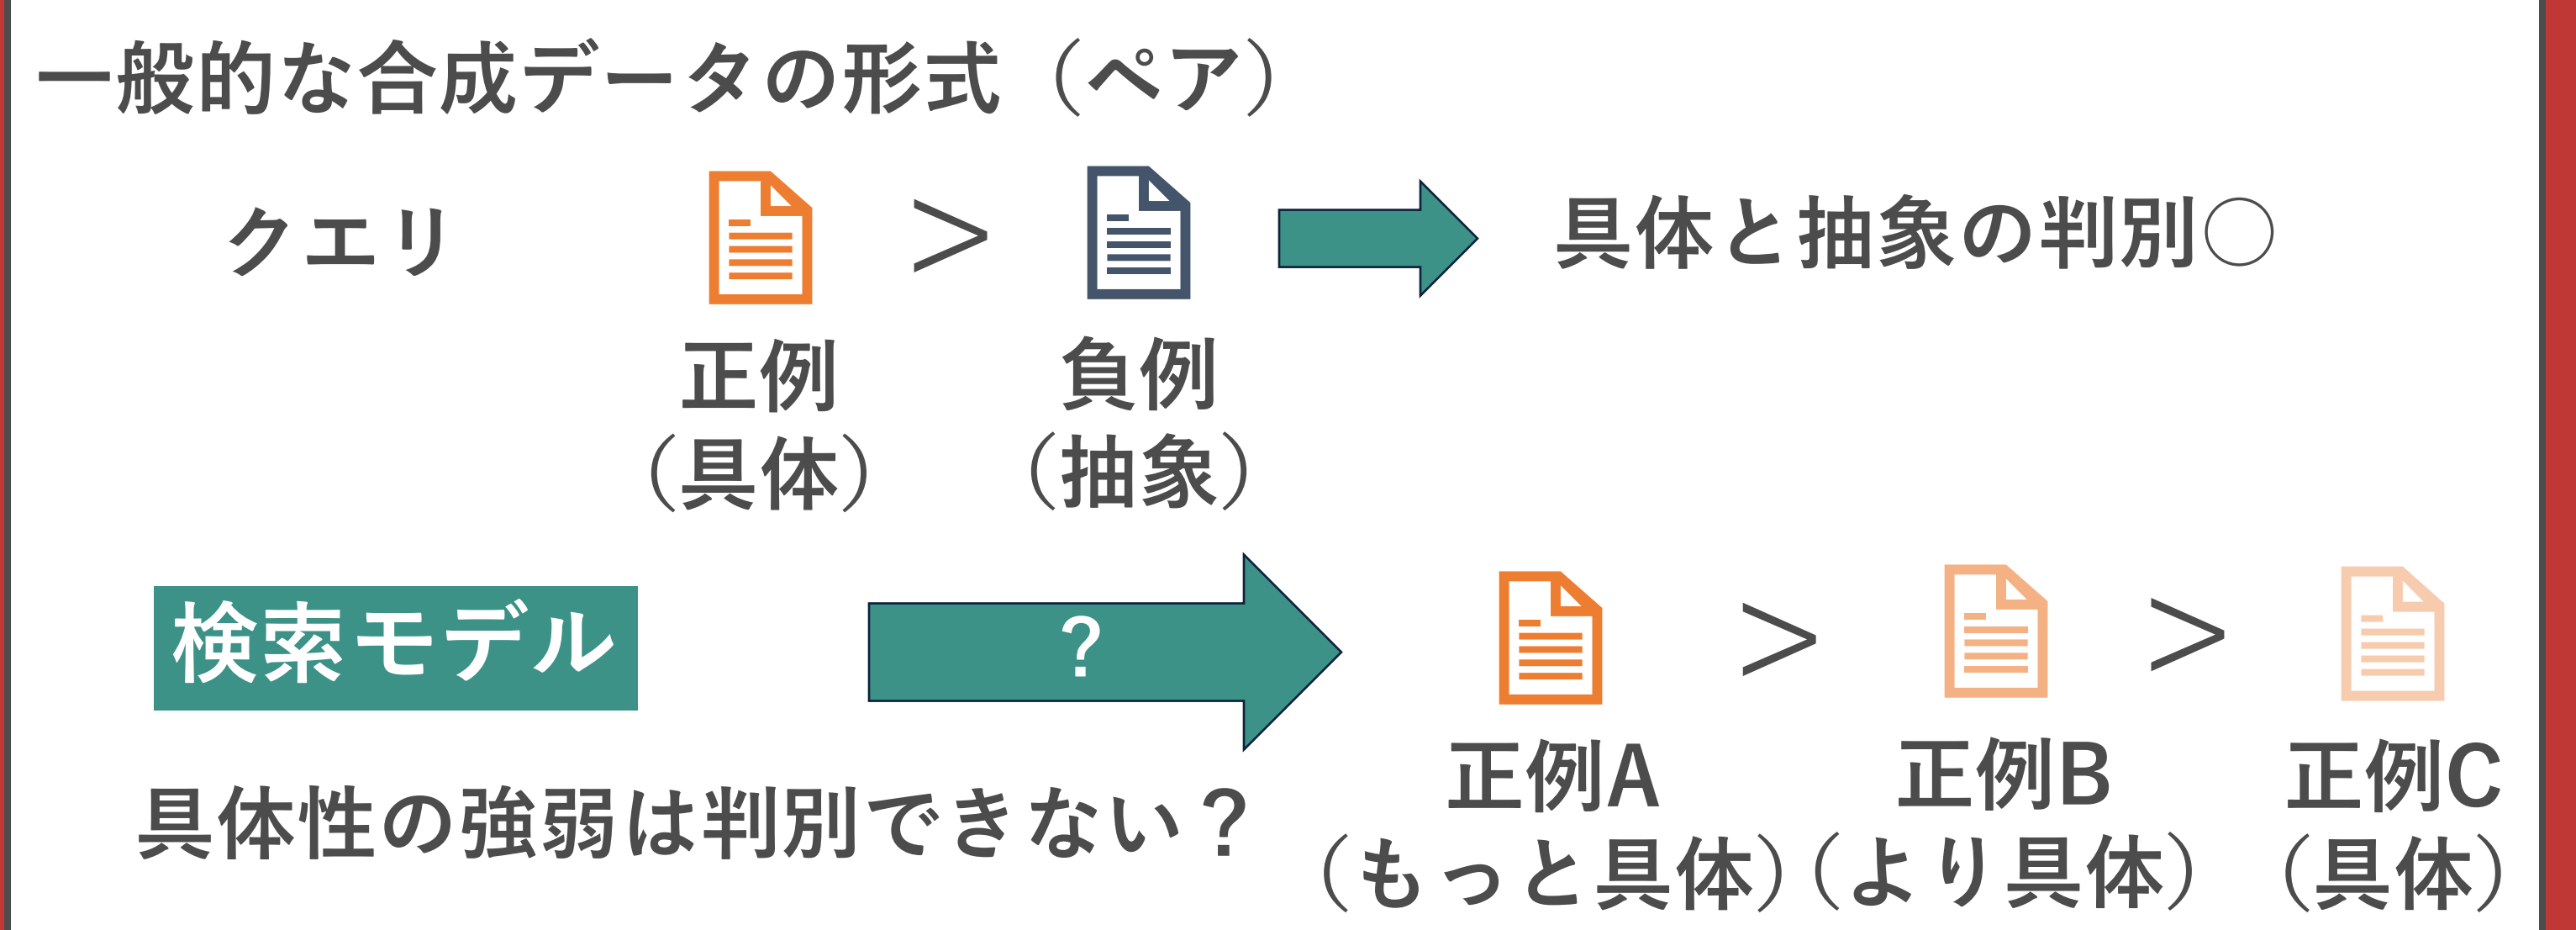 一般的な合成データの形式（ペア）
クエリ
＞
具体と抽象の判別○
正例
（具体）
負例
（抽象）
検索モデル
？
＞
＞
具体性の強弱は判別できない？
正例A
（もっと具体）
正例B
（より具体）
正例C
（具体）